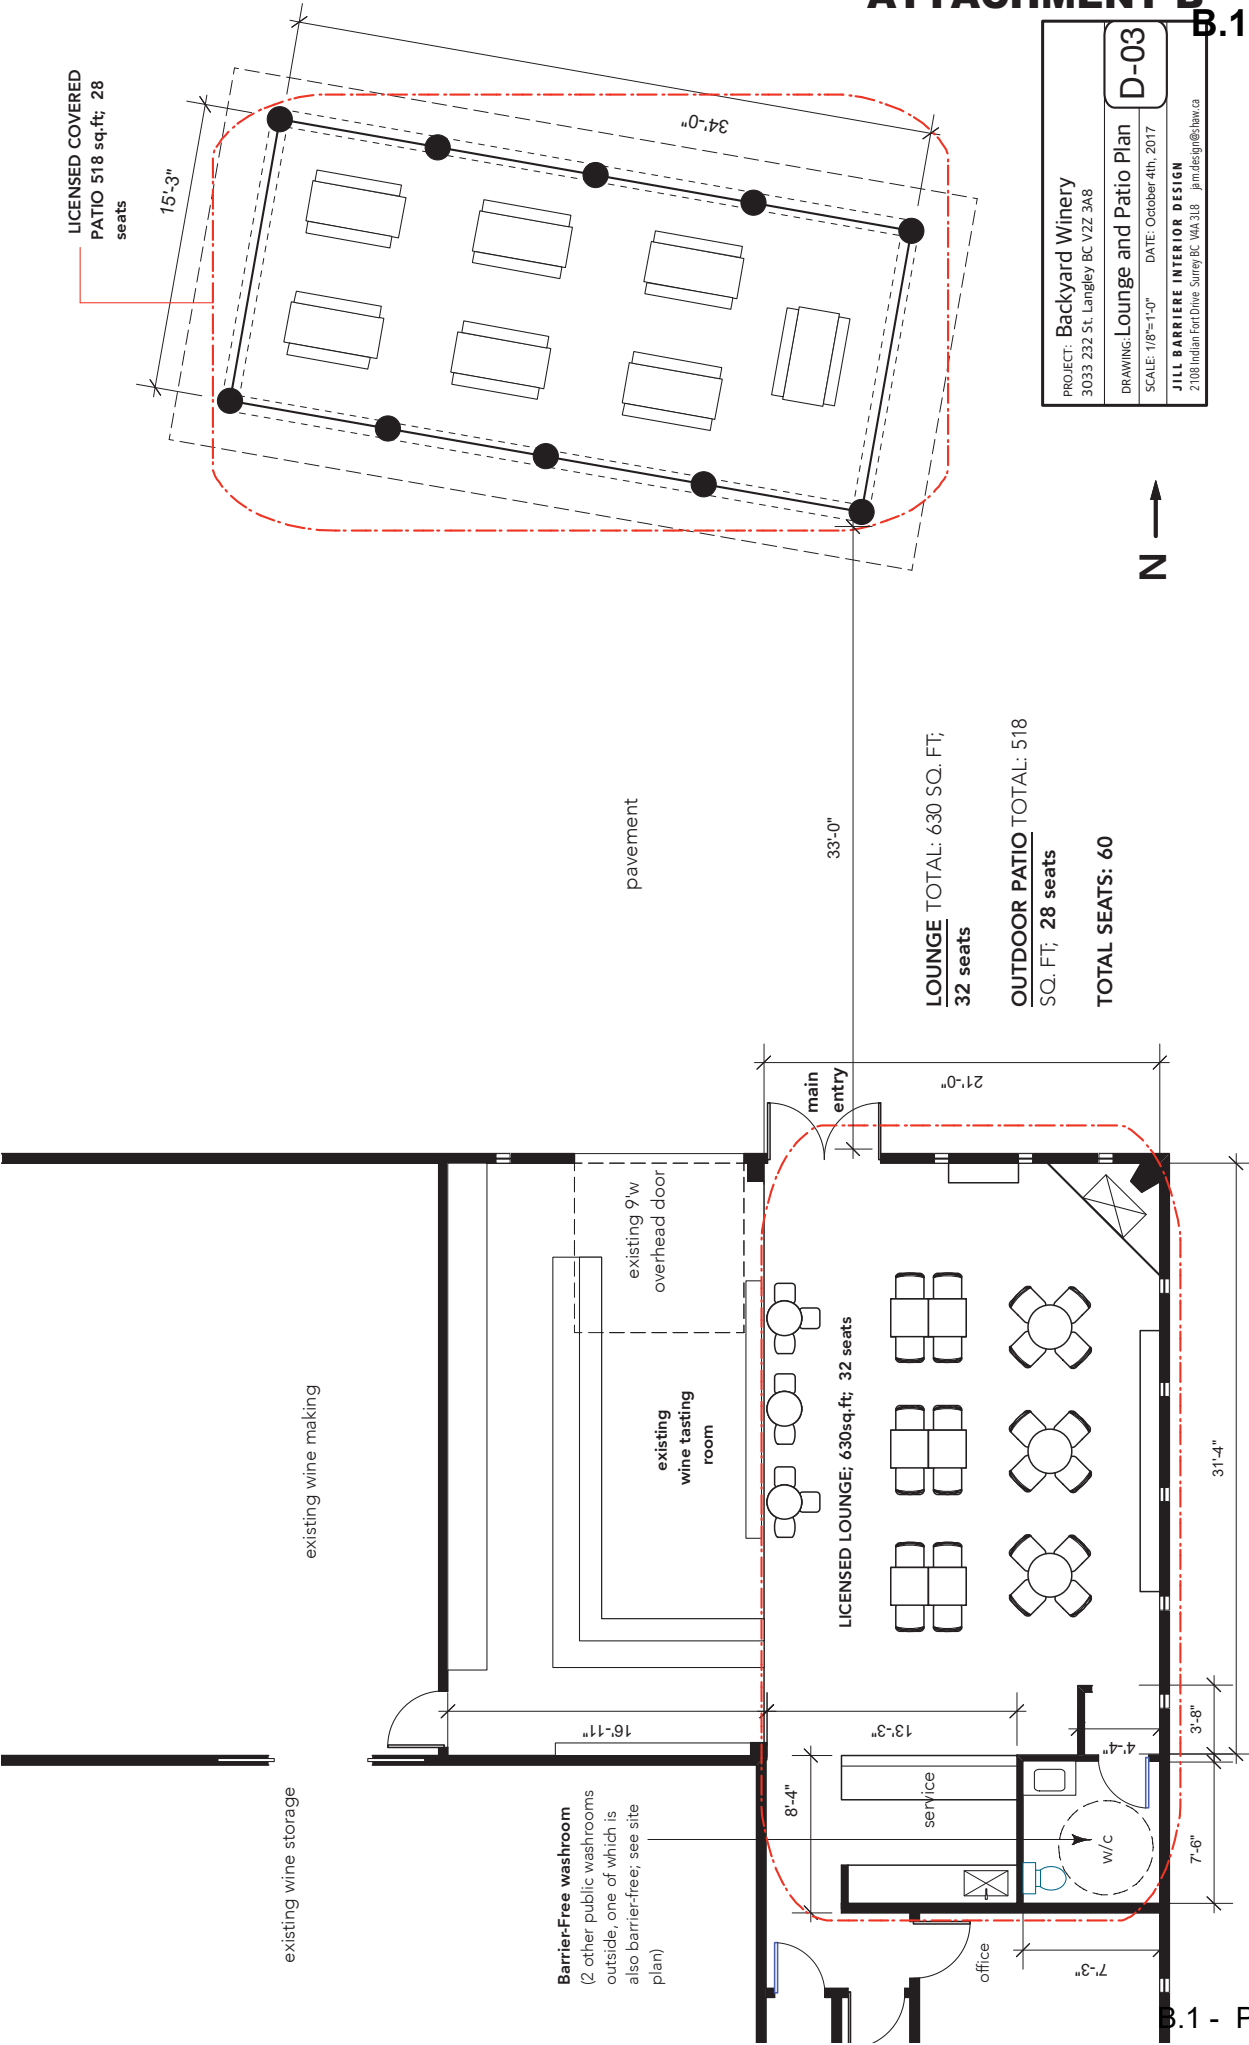 ATTACHMENT B
B.1
LICENSED COVERED
PATIO 518 sq.ft; 28
seats
15'-3"
34'-0"
PROJECT: Backyard Winery
3033 232 St. Langley BC V2Z 3A8
DRAWING: Lounge and Patio Plan
SCALE: 1/8"=1'-0" DATE: October 4th, 2017
D-03
JILL BARRIERE INTERIOR DESIGN
2108 Indian Fort Drive Surrey BC V4A 3L8 jam.design@shaw.ca
N
pavement
33'-0"
LOUNGE TOTAL: 630 SQ. FT;
32 seats
OUTDOOR PATIO TOTAL: 518
SQ. FT; 28 seats
TOTAL SEATS: 60
main
entry
21'-0"
existing 9'w
overhead door
existing wine making
existing
wine tasting
room
LICENSED LOUNGE; 630sq.ft; 32 seats
31'-4"
16'-11"
13'-3"
3'-8"
4'-4"
8'-4"
service
7'-6"
w/c
existing wine storage
Barrier-Free washroom
(2 other public washrooms
outside, one of which is
also barrier-free; see site
plan)
office
7'-3"
B.1 - P